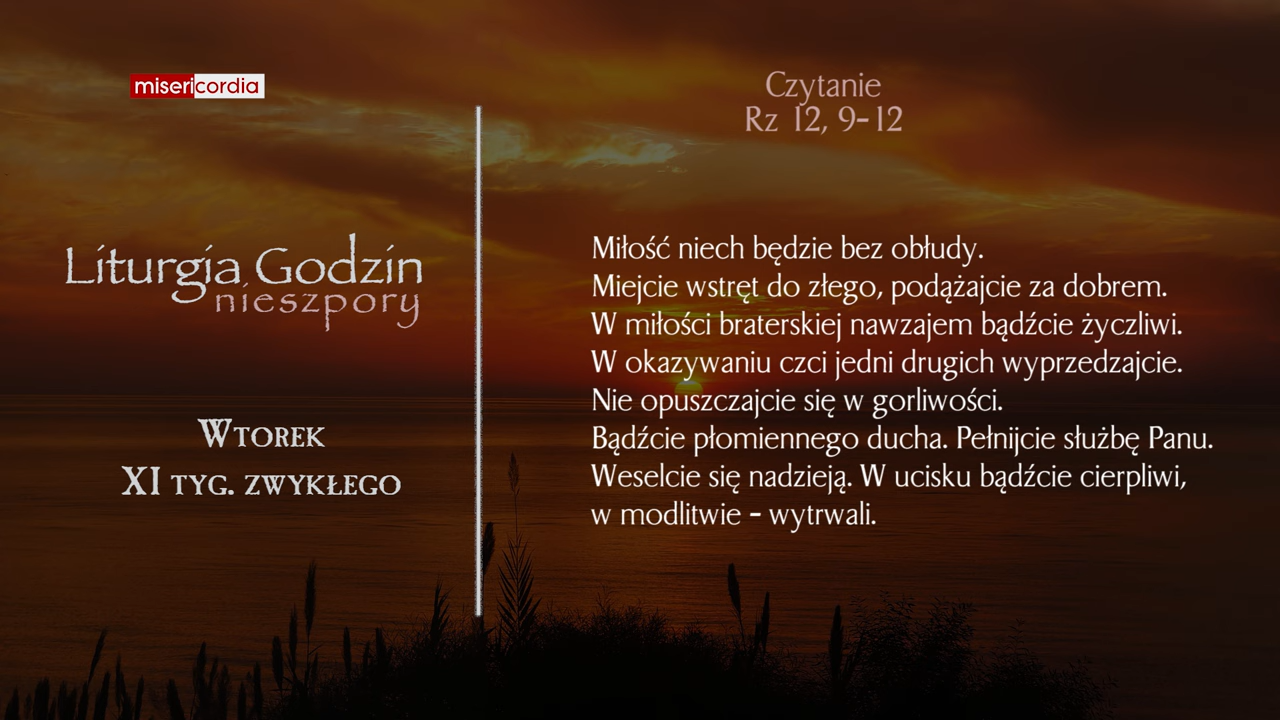 misericordia
Liturgia Godzin
nieszpory
Wtorek
XI tyg. zwykłego
Czytanie
Rz 12, 9-12
Miłość niech będzie bez obłudy.
Miejcie wstręt do złego, podążajcie za dobrem.
W miłości braterskiej nawzajem bądźcie życzliwi.
W okazywaniu czci jedni drugich wyprzedzajcie.
Nie opuszczajcie się w gorliwości.
Bądźcie płomiennego ducha. Pełnijcie służbę Panu.
Weselcie się nadzieją. W ucisku bądźcie cierpliwi,
w modlitwie - wytrwali.